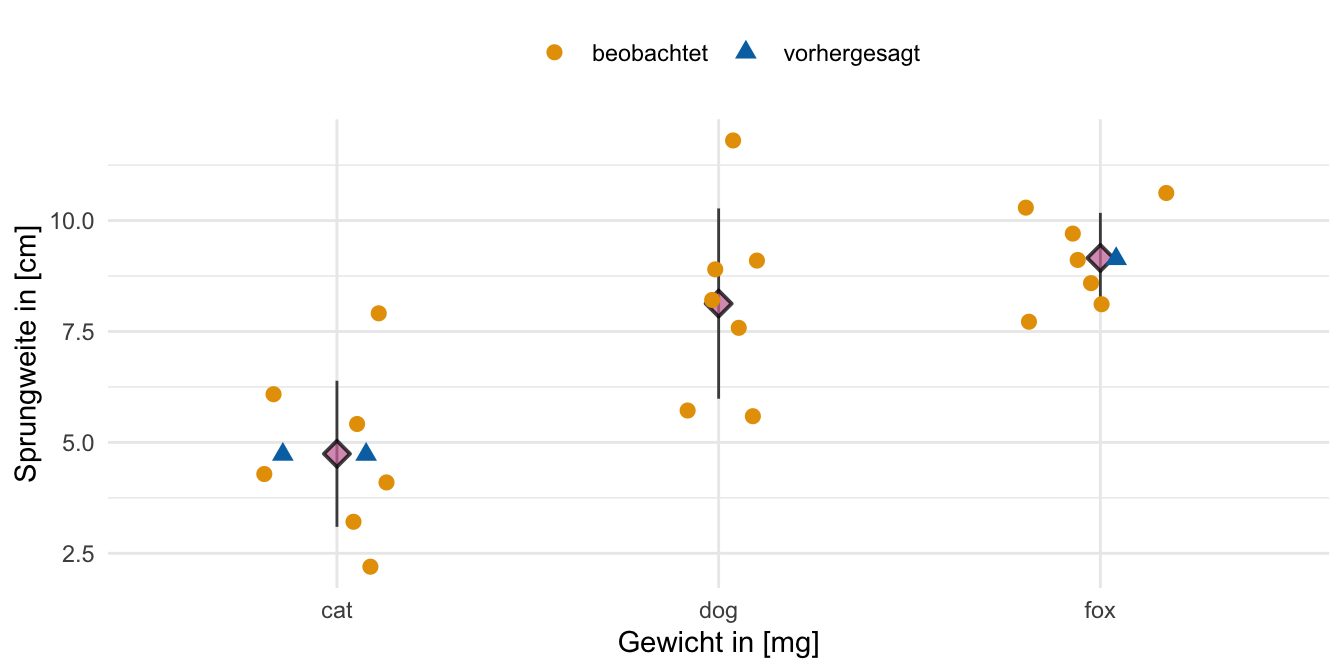 beobachtet vorhergesagt
Sprungweite in [cm]
10.0
7.5
5.0
2.5
cat dog fox
Gewicht in [mg]